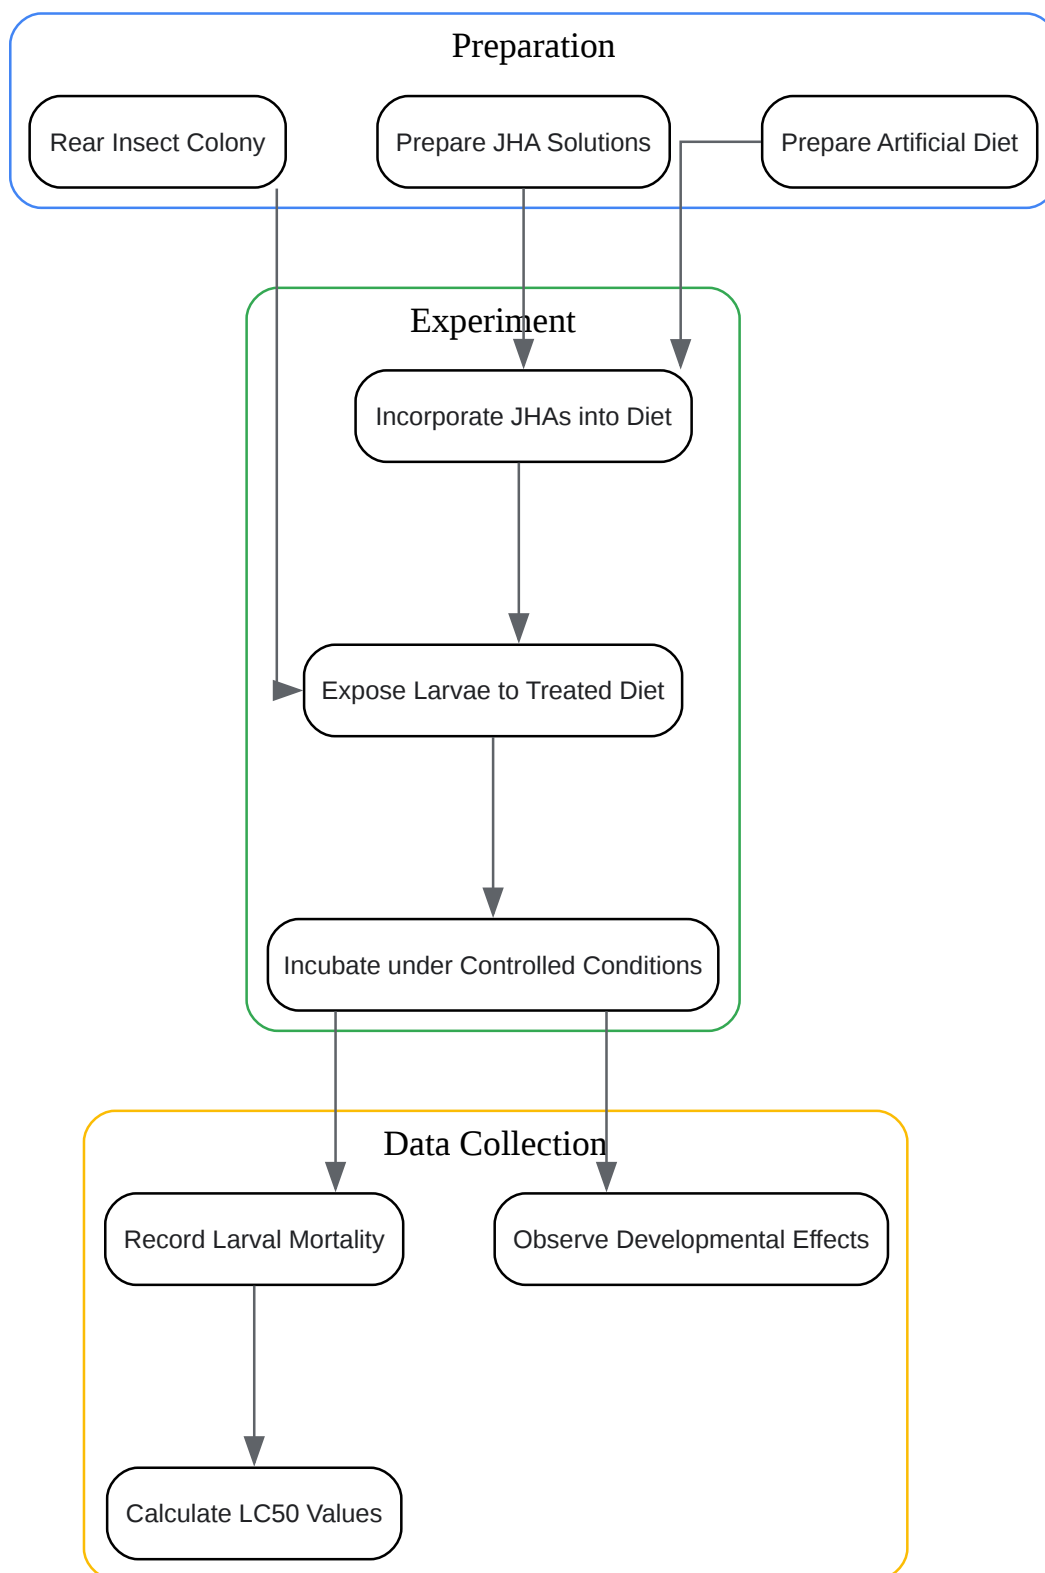 Preparation
Rear Insect Colony
Prepare JHA Solutions
Prepare Artificial Diet
Experiment
Incorporate JHAs into Diet
Expose Larvae to Treated Diet
Incubate under Controlled Conditions
Data Collection
Record Larval Mortality
Observe Developmental Effects
Calculate LC50 Values